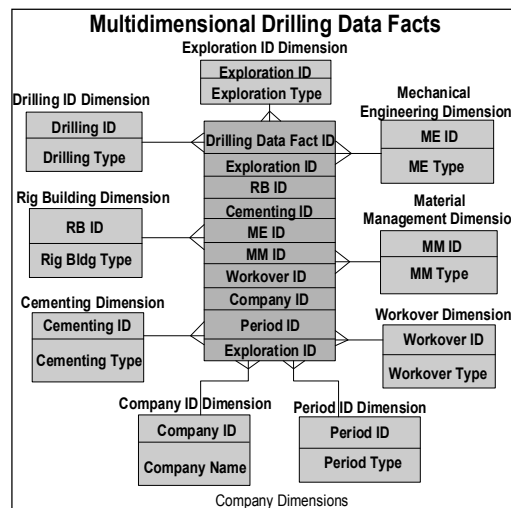 Multidimensional Drilling Data Facts
Exploration ID Dimension
Exploration ID
Exploration Type
Drilling ID Dimension
Drilling ID
Drilling Type
Rig Building Dimension
RB ID
Rig Bldg Type
Cementing Dimension
Cementing ID
Cementing Type
Drilling Data Fact ID
Exploration ID
RB ID
Cementing ID
ME ID
MM ID
Workover ID
Company ID
Period ID
Exploration ID
Mechanical
Engineering Dimension
ME ID
ME Type
Material
Management Dimension
MM ID
MM Type
Workover Dimension
Workover ID
Workover Type
Company ID Dimension
Company ID
Company Name
Period ID Dimension
Period ID
Period Type
Company Dimensions